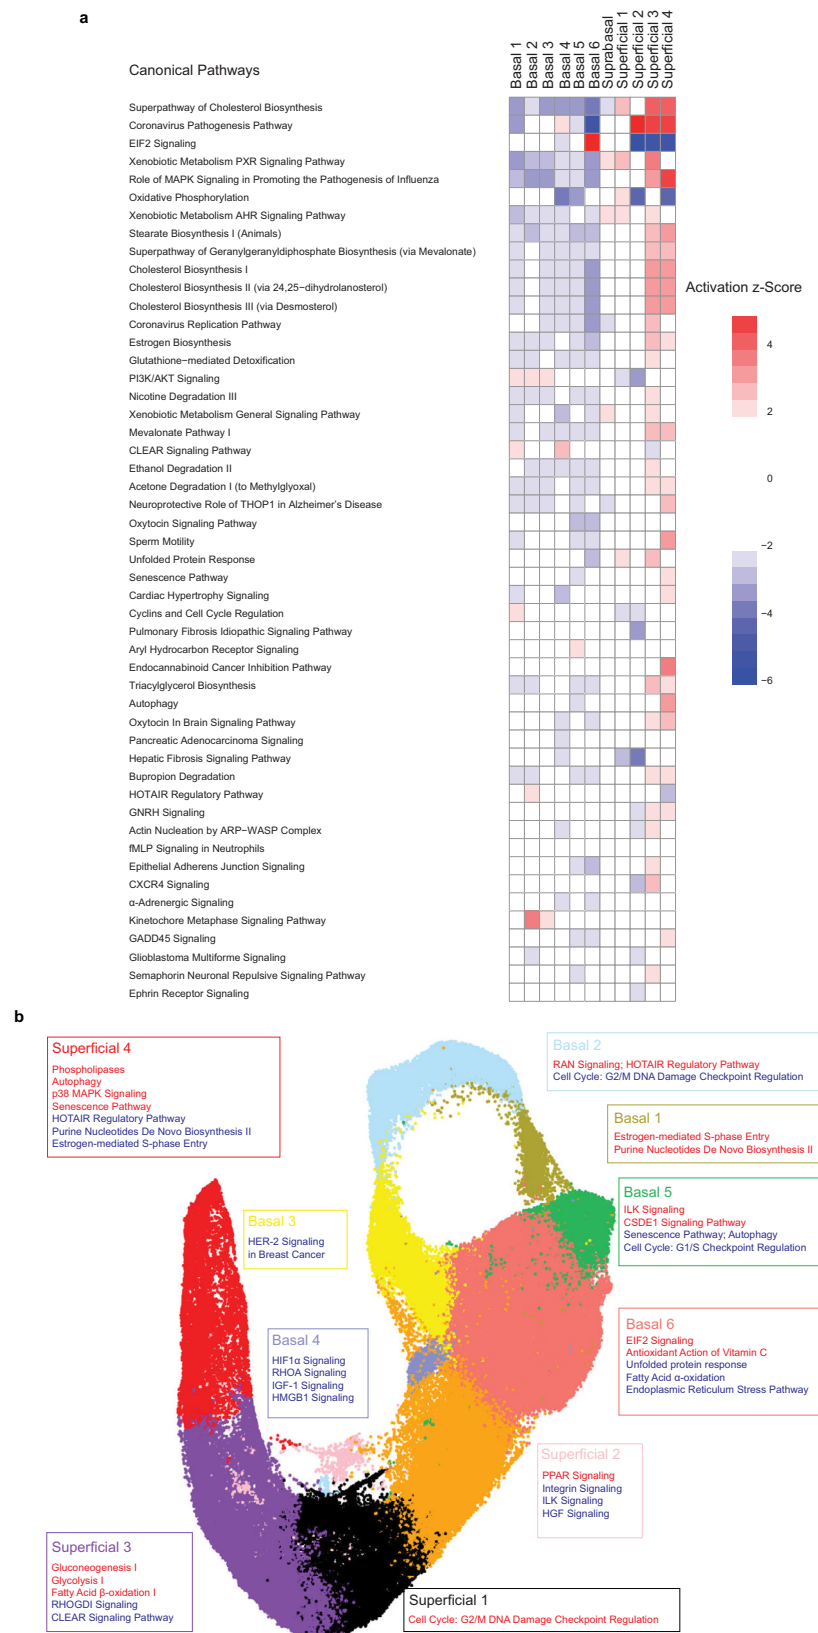 a
Canonical Pathways
Basal 1
Basal 2
Basal 3
Basal 4
Basal 5
Basal 6
Suprabasal
Superficial 1
Superficial 2
Superficial 3
Superficial 4
Superpathway of Cholesterol Biosynthesis
Coronavirus Pathogenesis Pathway
EIF2 Signaling
Xenobiotic Metabolism PXR Signaling Pathway
Role of MAPK Signaling in Promoting the Pathogenesis of Influenza
Oxidative Phosphorylation
Xenobiotic Metabolism AHR Signaling Pathway
Stearate Biosynthesis I (Animals)
Superpathway of Geranylgeranyldiphosphate Biosynthesis (via Mevalonate)
Cholesterol Biosynthesis I
Cholesterol Biosynthesis II (via 24,25−dihydrolanosterol)
Cholesterol Biosynthesis III (via Desmosterol)
Coronavirus Replication Pathway
Estrogen Biosynthesis
Glutathione−mediated Detoxification
PI3K/AKT Signaling
Nicotine Degradation III
Xenobiotic Metabolism General Signaling Pathway
Mevalonate Pathway I
CLEAR Signaling Pathway
Ethanol Degradation II
Acetone Degradation I (to Methylglyoxal)
Neuroprotective Role of THOP1 in Alzheimer's Disease
Oxytocin Signaling Pathway
Sperm Motility
Unfolded Protein Response
Senescence Pathway
Cardiac Hypertrophy Signaling
Cyclins and Cell Cycle Regulation
Pulmonary Fibrosis Idiopathic Signaling Pathway
Aryl Hydrocarbon Receptor Signaling
Endocannabinoid Cancer Inhibition Pathway
Triacylglycerol Biosynthesis
Autophagy
Oxytocin In Brain Signaling Pathway
Pancreatic Adenocarcinoma Signaling
Hepatic Fibrosis Signaling Pathway
Bupropion Degradation
HOTAIR Regulatory Pathway
GNRH Signaling
Actin Nucleation by ARP−WASP Complex
fMLP Signaling in Neutrophils
Epithelial Adherens Junction Signaling
CXCR4 Signaling
α-Adrenergic Signaling
Kinetochore Metaphase Signaling Pathway
GADD45 Signaling
Glioblastoma Multiforme Signaling
Semaphorin Neuronal Repulsive Signaling Pathway
Ephrin Receptor Signaling
Activation z-Score
4
2
0
−2
−4
−6
b
Superficial 4
Phospholipases
Autophagy
p38 MAPK Signaling
Senescence Pathway
HOTAIR Regulatory Pathway
Purine Nucleotides De Novo Biosynthesis II
Estrogen-mediated S-phase Entry
Basal 2
RAN Signaling; HOTAIR Regulatory Pathway
Cell Cycle: G2/M DNA Damage Checkpoint Regulation
Basal 1
Estrogen-mediated S-phase Entry
Purine Nucleotides De Novo Biosynthesis II
Basal 5
ILK Signaling
CSDE1 Signaling Pathway
Senescence Pathway; Autophagy
Cell Cycle: G1/S Checkpoint Regulation
Basal 3
HER-2 Signaling
in Breast Cancer
Basal 4
HIF1α Signaling
RHOA Signaling
IGF-1 Signaling
HMGB1 Signaling
Basal 6
EIF2 Signaling
Antioxidant Action of Vitamin C
Unfolded protein response
Fatty Acid α-oxidation
Endoplasmic Reticulum Stress Pathway
Superficial 2
PPAR Signaling
Integrin Signaling
ILK Signaling
HGF Signaling
Superficial 3
Gluconeogenesis I
Glycolysis I
Fatty Acid β-oxidation I
RHOGDI Signaling
CLEAR Signaling Pathway
Superficial 1
Cell Cycle: G2/M DNA Damage Checkpoint Regulation